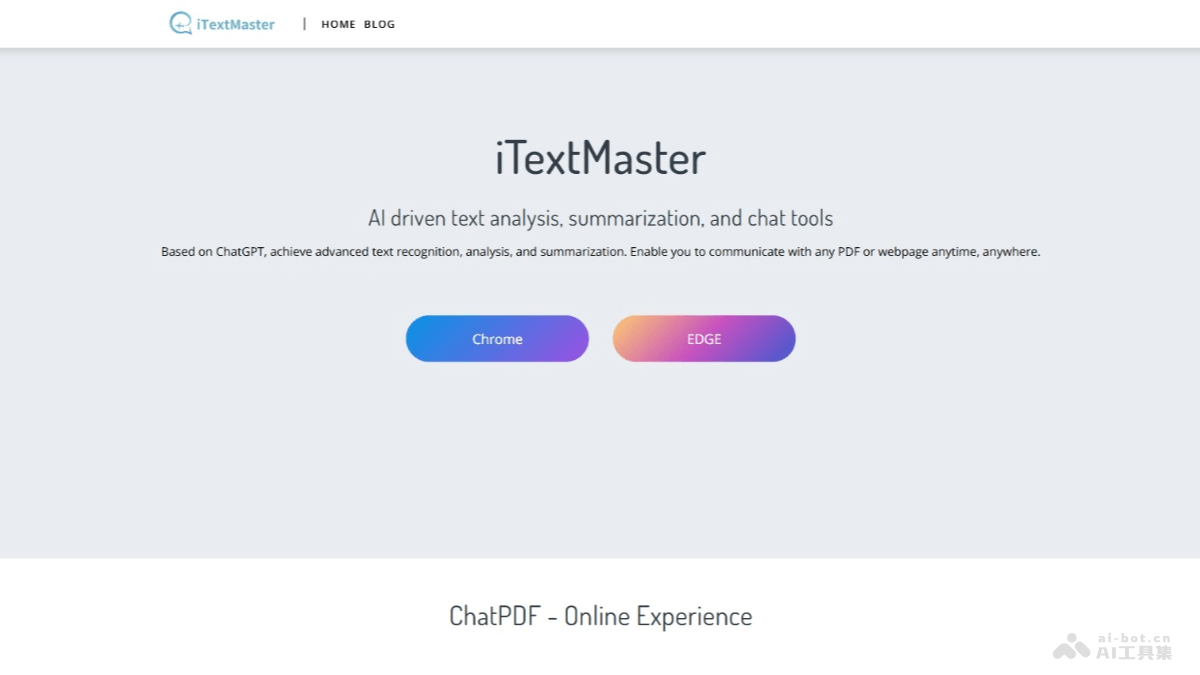 iTextMaster | HOME BLOG
iTextMaster
AI driven text analysis, summarization, and chat tools
Based on ChatGPT, achieve advanced text recognition, analysis, and summarization. Enable you to communicate with any PDF or webpage anytime, anywhere.
Chrome EDGE
ChatPDF - Online Experience
ai-bot.cn
AI工具集